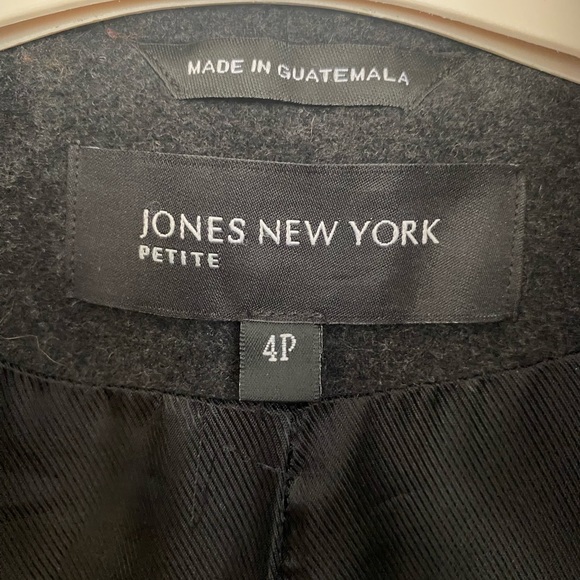 MADE IN GUATEMALA
JONES NEW YORK
PETITE
4P